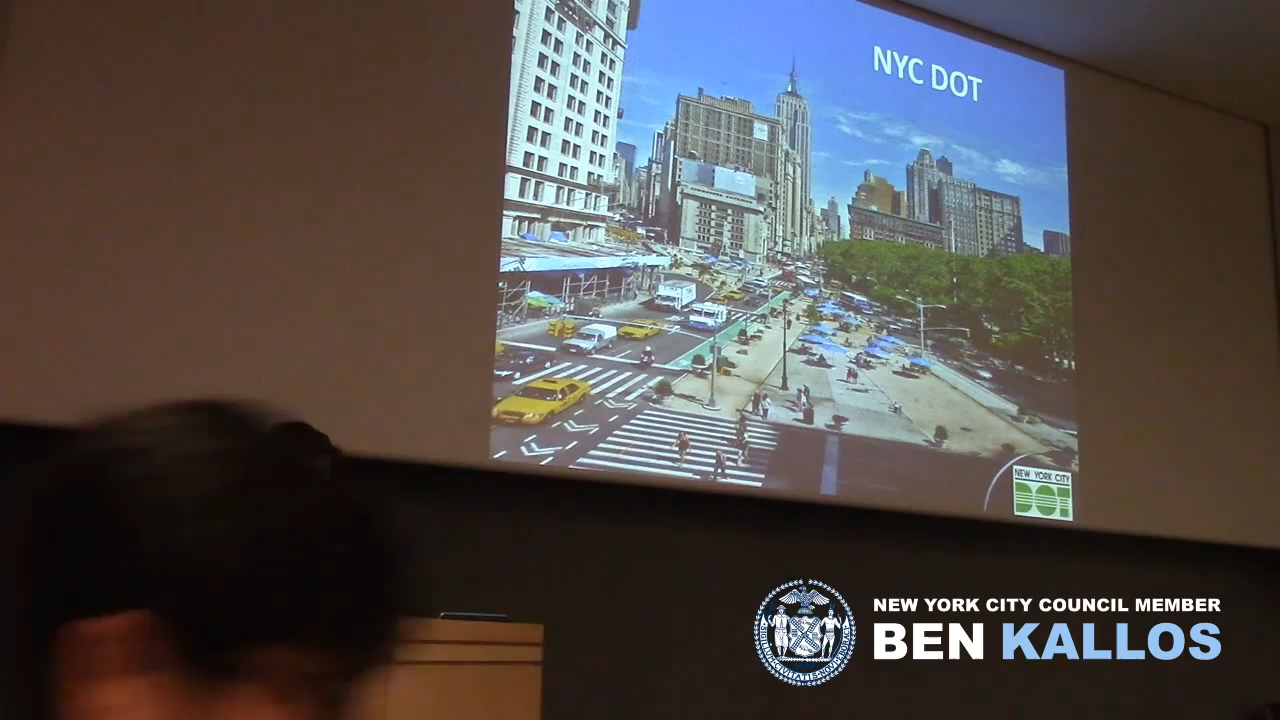 NYC DOT
NEW YORK CITY
DOT
NEW YORK CITY COUNCIL MEMBER
BEN KALLOS